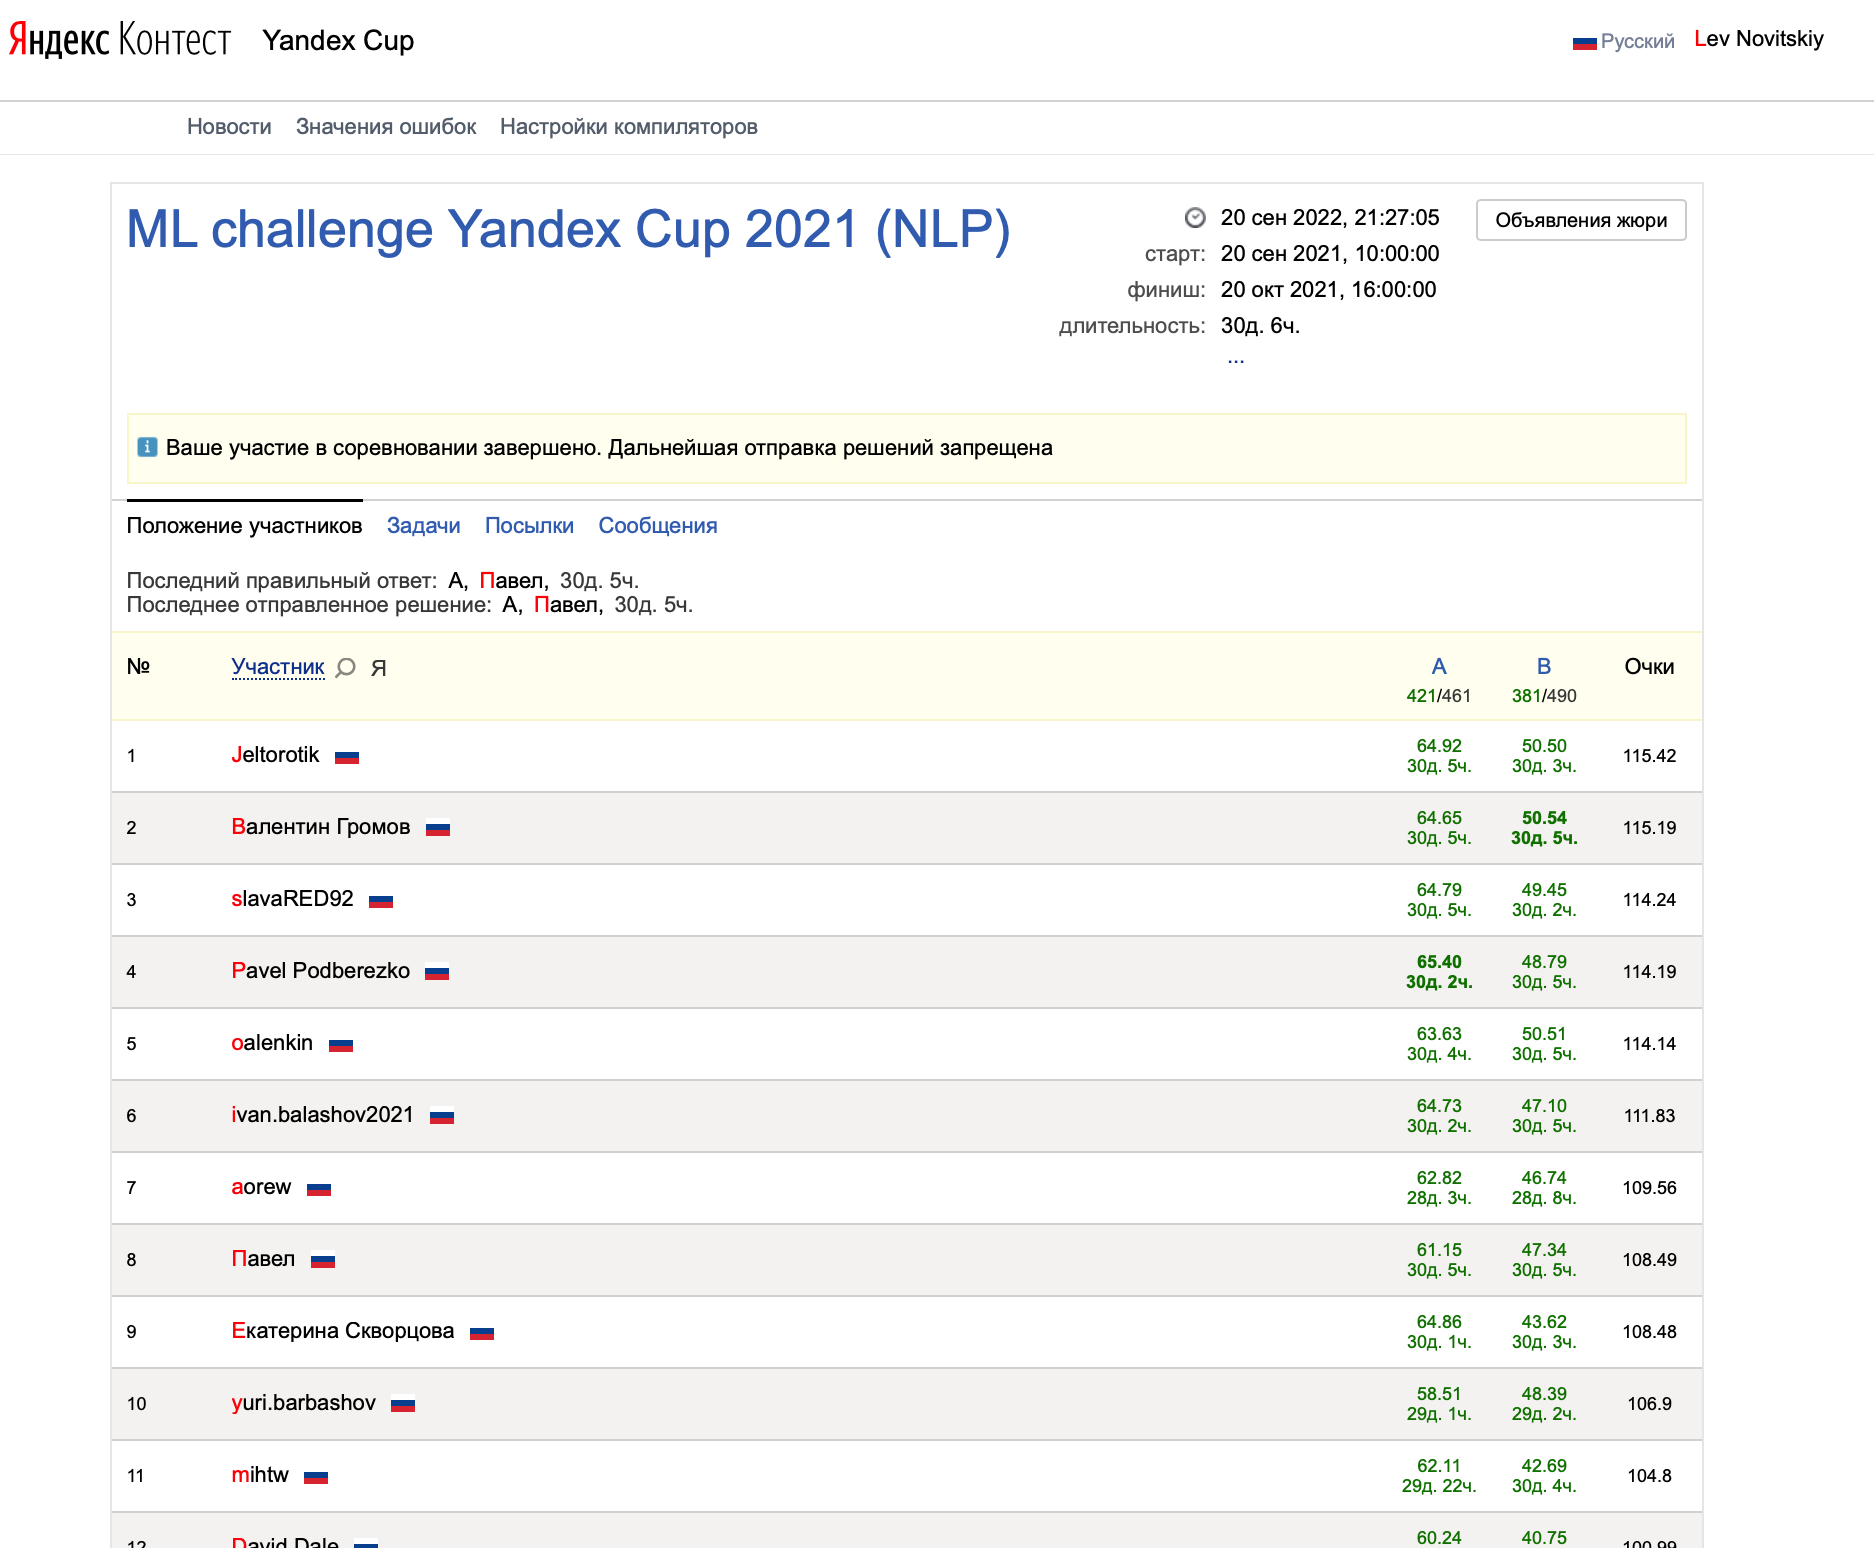 Яндекс Контест Yandex Cup Русский Lev Novitskiy
Новости Значения ошибок Настройки компиляторов
ML challenge Yandex Cup 2021 (NLP)
20 сен 2022, 21:27:05
Объявления жюри
старт: 20 сен 2021, 10:00:00
финиш: 20 окт 2021, 16:00:00
длительность: 30д. 6ч.
...
Ваше участие в соревновании завершено. Дальнейшая отправка решений запрещена
Положение участников Задачи Посылки Сообщения
Последний правильный ответ: A, Павел, 30д. 5ч.
Последнее отправленное решение: A, Павел, 30д. 5ч.
№ Участник Я A B Очки
421/461 381/490
1 Jeltorotik 64.92 50.50 115.42
30д. 5ч. 30д. 3ч.
2 Валентин Громов 64.65 50.54 115.19
30д. 5ч. 30д. 5ч.
3 slavaRED92 64.79 49.45 114.24
30д. 5ч. 30д. 2ч.
4 Pavel Podberezko 65.40 48.79 114.19
30д. 2ч. 30д. 5ч.
5 oalenkin 63.63 50.51 114.14
30д. 4ч. 30д. 5ч.
6 ivan.balashov2021 64.73 47.10 111.83
30д. 2ч. 30д. 5ч.
7 aorew 62.82 46.74 109.56
28д. 3ч. 28д. 8ч.
8 Павел 61.15 47.34 108.49
30д. 5ч. 30д. 5ч.
9 Екатерина Скворцова 64.86 43.62 108.48
30д. 1ч. 30д. 3ч.
10 yuri.barbashov 58.51 48.39 106.9
29д. 1ч. 29д. 2ч.
11 mihtw 62.11 42.69 104.8
29д. 22ч. 30д. 4ч.
12 David Dale 60.24 40.75 100.99